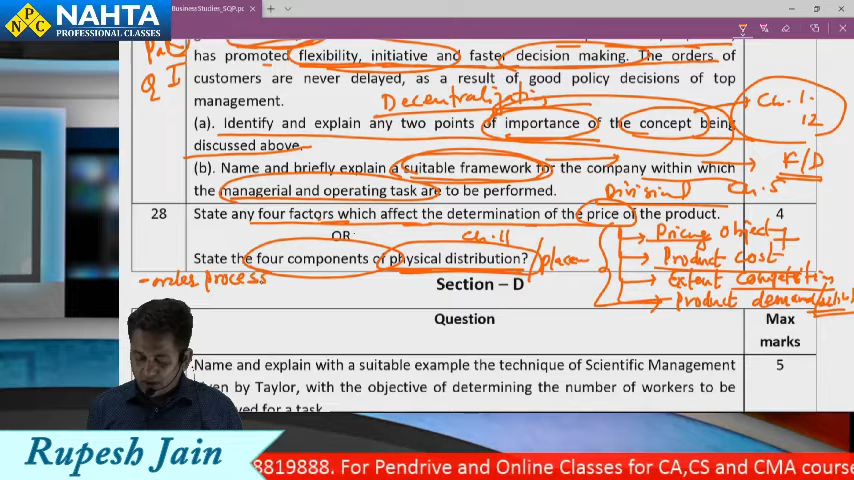 BusinessStudies_SQP.pc
NPC
NAHTA
PROFESSIONAL CLASSES
has promoted flexibility, initiative and faster decision making. The orders of
customers are never delayed, as a result of good policy decisions of top
management.
Q I
Ch. 1.
12
(a). Identify and explain any two points of importance of the concept being
discussed above.
(b). Name and briefly explain a suitable framework for the company within which
the managerial and operating task are to be performed.
F/D
Ch. 5
Divisional
28
State any four factors which affect the determination of the price of the product.
4
OR
Ch. 11
State the four components of physical distribution?
Pricing object
Product cost
Extent
Product demand
-order process
Section – D
Question
Max
marks
Name and explain with a suitable example the technique of Scientific Management
5
by Taylor, with the objective of determining the number of workers to be
for a task
Rupesh Jain
8819888. For Pendrive and Online Classes for CA,CS and CMA course